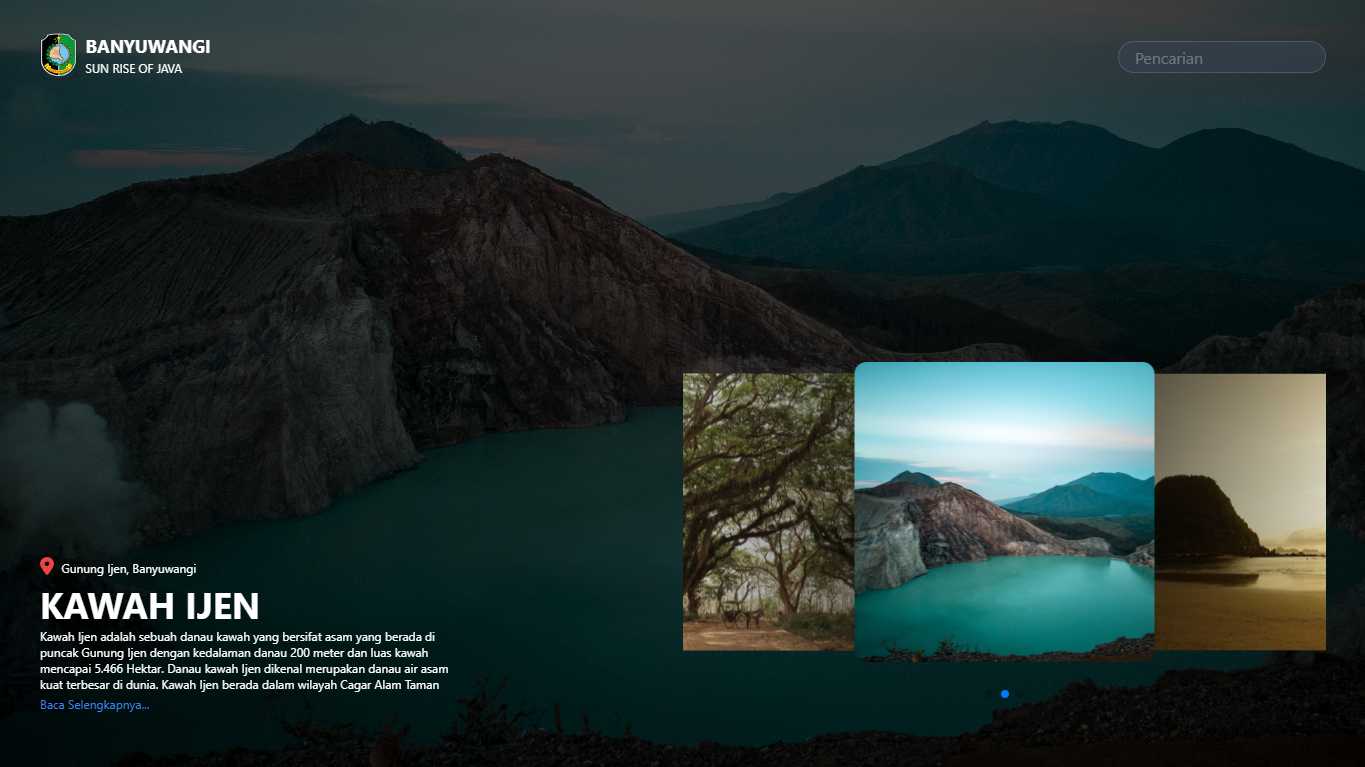 BANYUWANGI
SUN RISE OF JAVA
Pencarian
Gunung Ijen, Banyuwangi
KAWAH IJEN
Kawah Ijen adalah sebuah danau kawah yang bersifat asam yang berada di
puncak Gunung Ijen dengan kedalaman danau 200 meter dan luas kawah
mencapai 5.466 Hektar. Danau kawah Ijen dikenal merupakan danau air asam
kuat terbesar di dunia. Kawah Ijen berada dalam wilayah Cagar Alam Taman
Baca Selengkapnya...